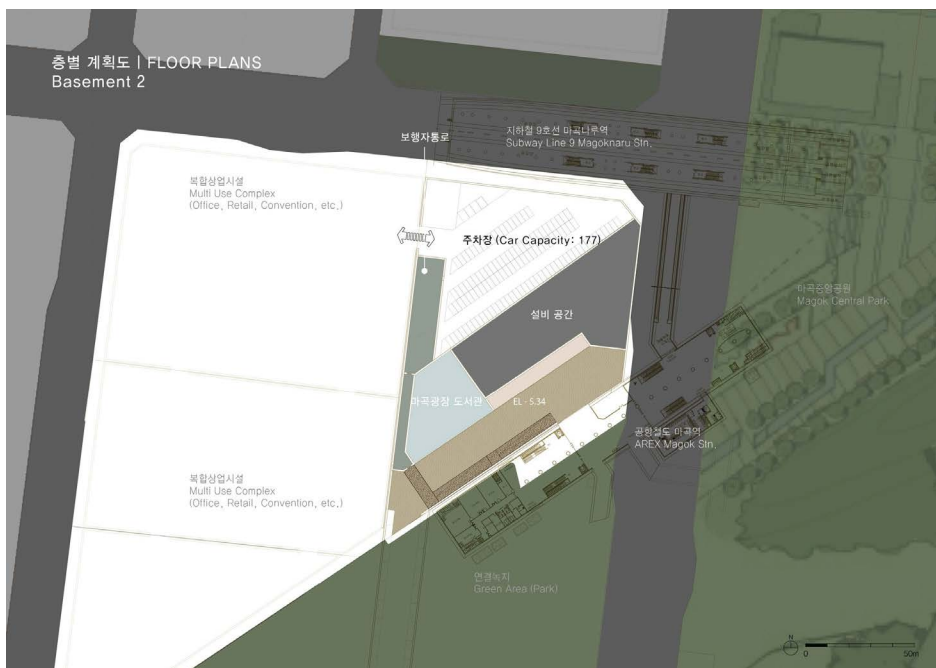 층별 계획도 | FLOOR PLANS
Basement 2
보행자통로
지하철 9호선 마곡나루역
Subway Line 9 Magoknaru Stn.
복합상업시설
Multi Use Complex
(Office, Retail, Convention, etc.)
주차장 (Car Capacity: 177)
마곡중앙공원
Magok Central Park
설비 공간
마곡광장 도서관
EL - 5.34
공항철도 마곡역
AREX Magok Stn.
복합상업시설
Multi Use Complex
(Office, Retail, Convention, etc.)
연결녹지
Green Area (Park)
N
0
50m